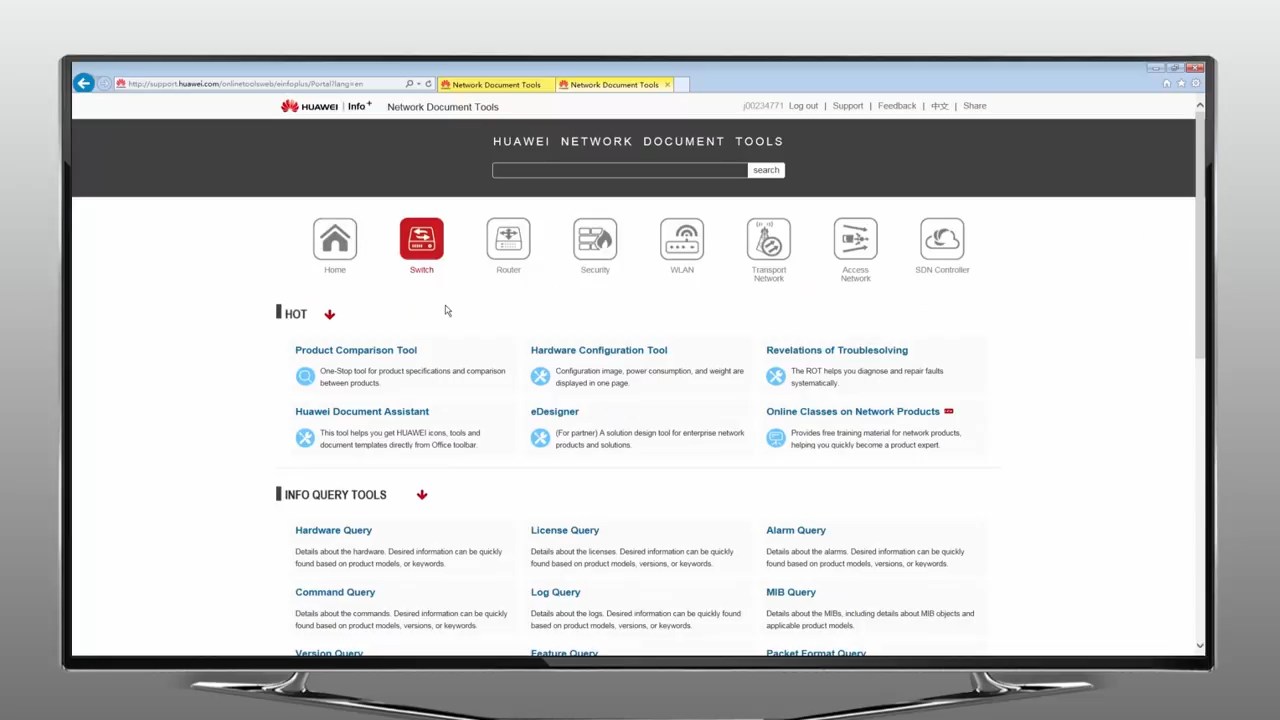 http://support.huawei.com/onlinetoolsweb/einfoplus/Portal?lang=en
Network Document Tools
Network Document Tools
HUAWEI | Info+ Network Document Tools
j00234771 Log out | Support | Feedback | 中文 | Share
HUAWEI NETWORK DOCUMENT TOOLS
search
Home
Switch
Router
Security
WLAN
Transport
Network
Access
Network
SDN Controller
HOT
Product Comparison Tool
One-Stop tool for product specifications and comparison
between products.
Hardware Configuration Tool
Configuration image, power consumption, and weight are
displayed in one page.
Revelations of Troublesolving
The ROT helps you diagnose and repair faults
systematically.
Huawei Document Assistant
This tool helps you get HUAWEI icons, tools and
document templates directly from Office toolbar.
eDesigner
(For partner) A solution design tool for enterprise network
products and solutions.
Online Classes on Network Products
Provides free training material for network products,
helping you quickly become a product expert.
INFO QUERY TOOLS
Hardware Query
Details about the hardware. Desired information can be quickly
found based on product models, versions, or keywords.
License Query
Details about the licenses. Desired information can be quickly
found based on product models, versions, or keywords.
Alarm Query
Details about the alarms. Desired information can be quickly
found based on product models, versions, or keywords.
Command Query
Details about the commands. Desired information can be quickly
found based on product models, versions, or keywords.
Log Query
Details about the logs. Desired information can be quickly found
based on product models, versions, or keywords.
MIB Query
Details about the MIBs, including details about MIB objects and
applicable product models.
Version Query
Feature Query
Packet Format Query